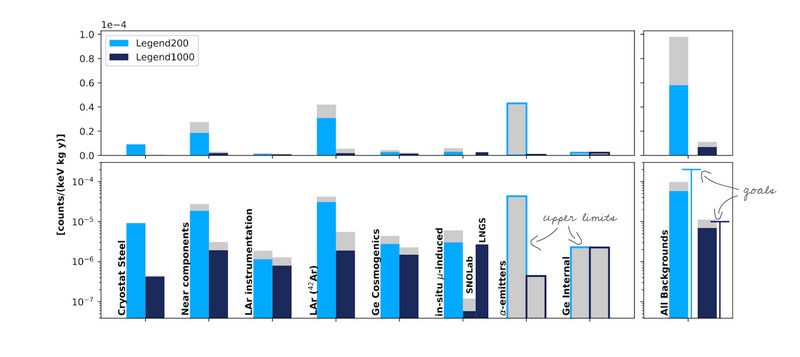 1e−4
1.0
0.8
0.6
0.4
0.2
0.0
Legend200
Legend1000
[counts/(keV kg y)]
10⁻⁴
10⁻⁵
10⁻⁶
10⁻⁷
Cryostat Steel
Near components
LAr instrumentation
LAr (⁴²Ar)
Ge Cosmogenics
in-situ μ-induced
SNOLab
LNGS
α-emitters
upper limits
Ge Internal
All Backgrounds
goals